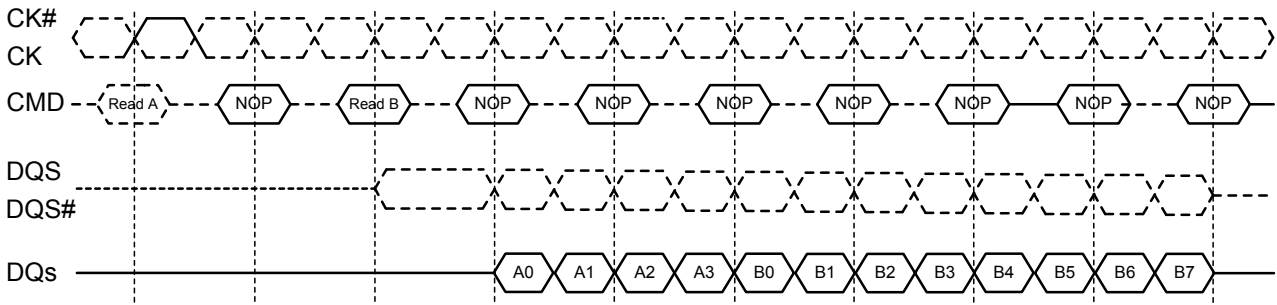 CK#
CK
CMD Read A NOP Read B NOP NOP NOP NOP NOP NOP NOP
DQS
DQS#
DQs A0 A1 A2 A3 B0 B1 B2 B3 B4 B5 B6 B7